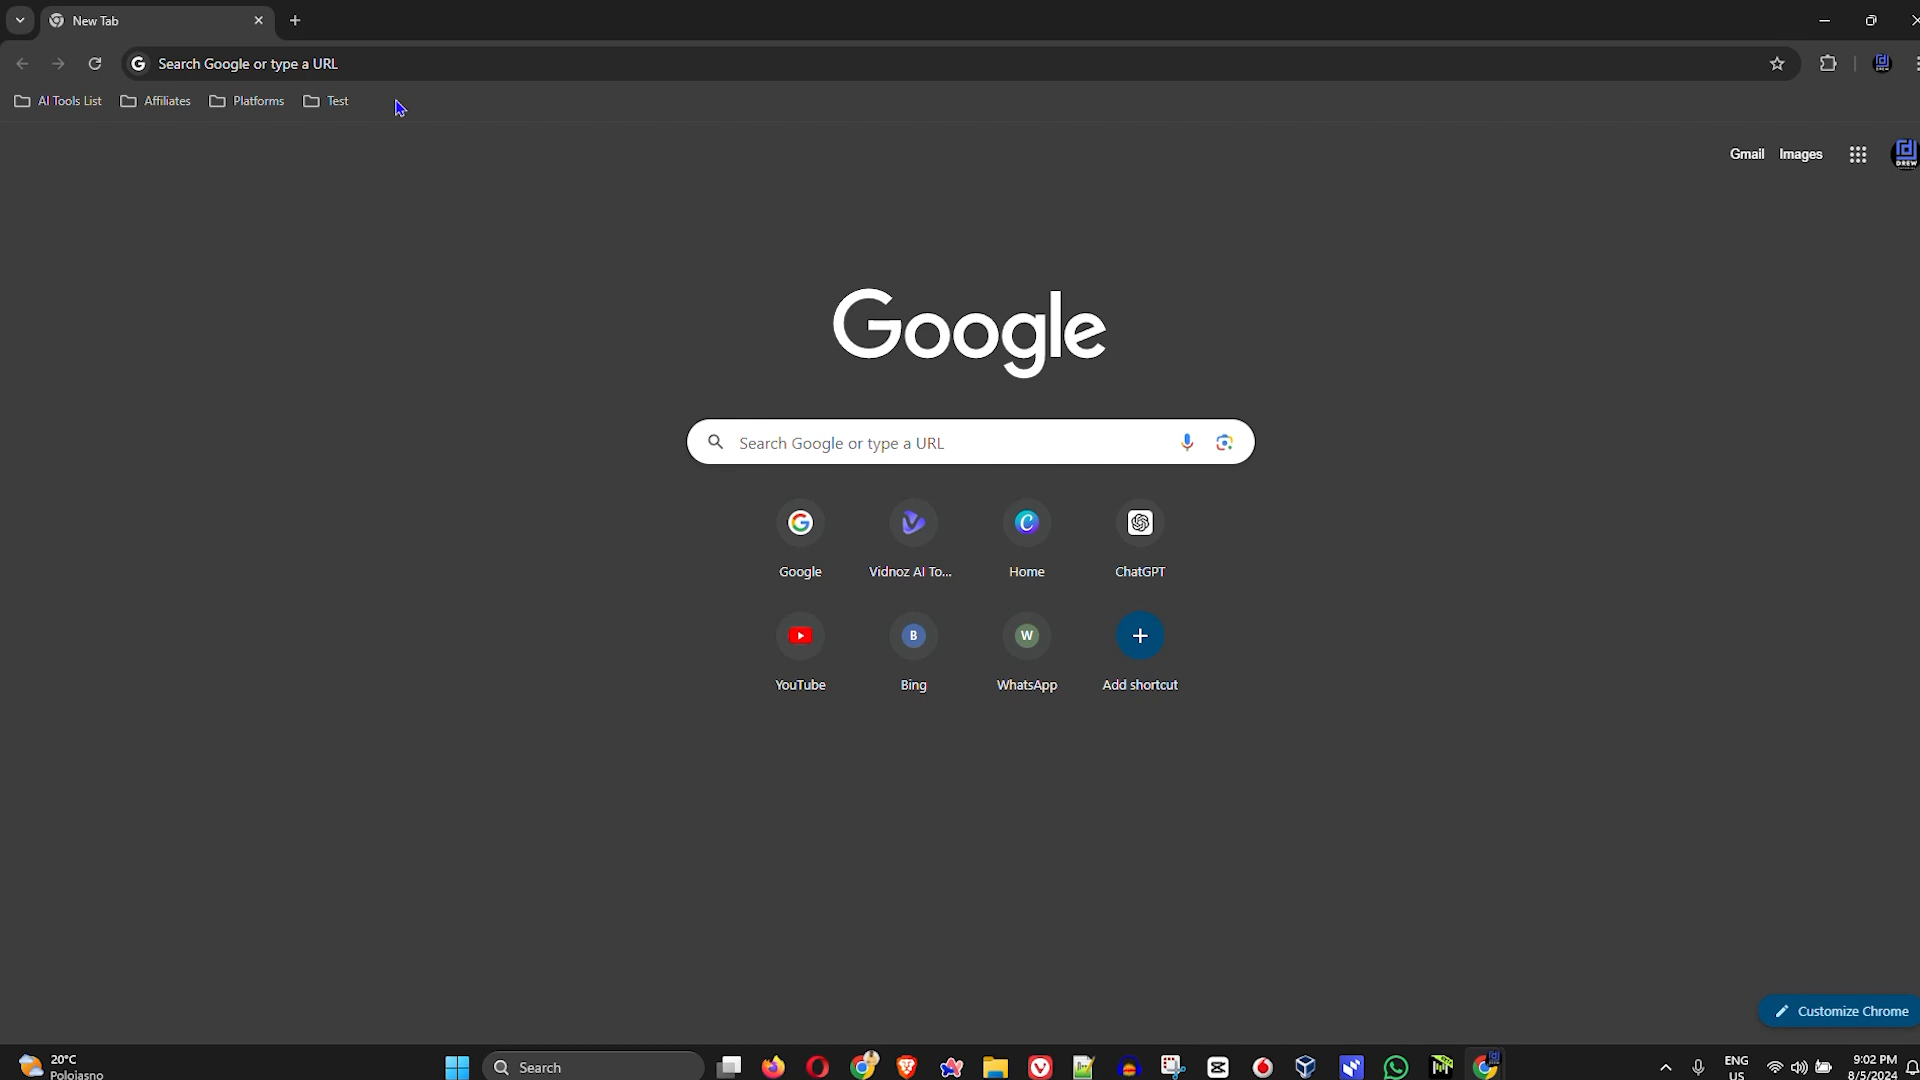 New Tab
Search Google or type a URL
AI Tools List Affiliates Platforms Test
Gmail Images
DREW
Google
Search Google or type a URL
Google Vidnoz AI To... Home ChatGPT
B W
YouTube Bing WhatsApp Add shortcut
Customize Chrome
20°C
Polojasno
Search
ENG
US
9:02 PM
8/5/2024